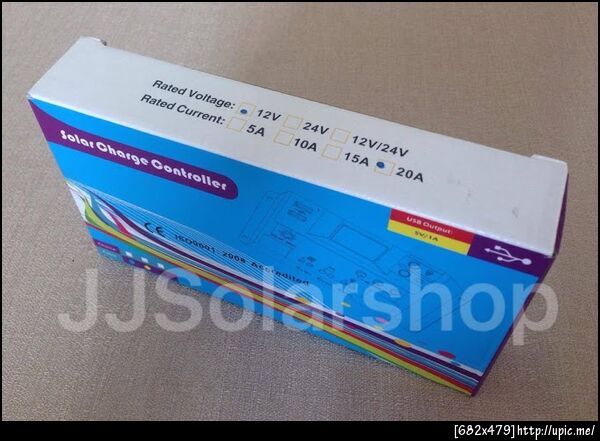 Rated Voltage: 12V 24V 12V/24V
Rated Current: 5A 10A 15A 20A
Solar Charge Controller
USB Output:
5V/1A
CE ISO9001:2008 Accredited
JJSolarshop
[682x479]http://upic.me/